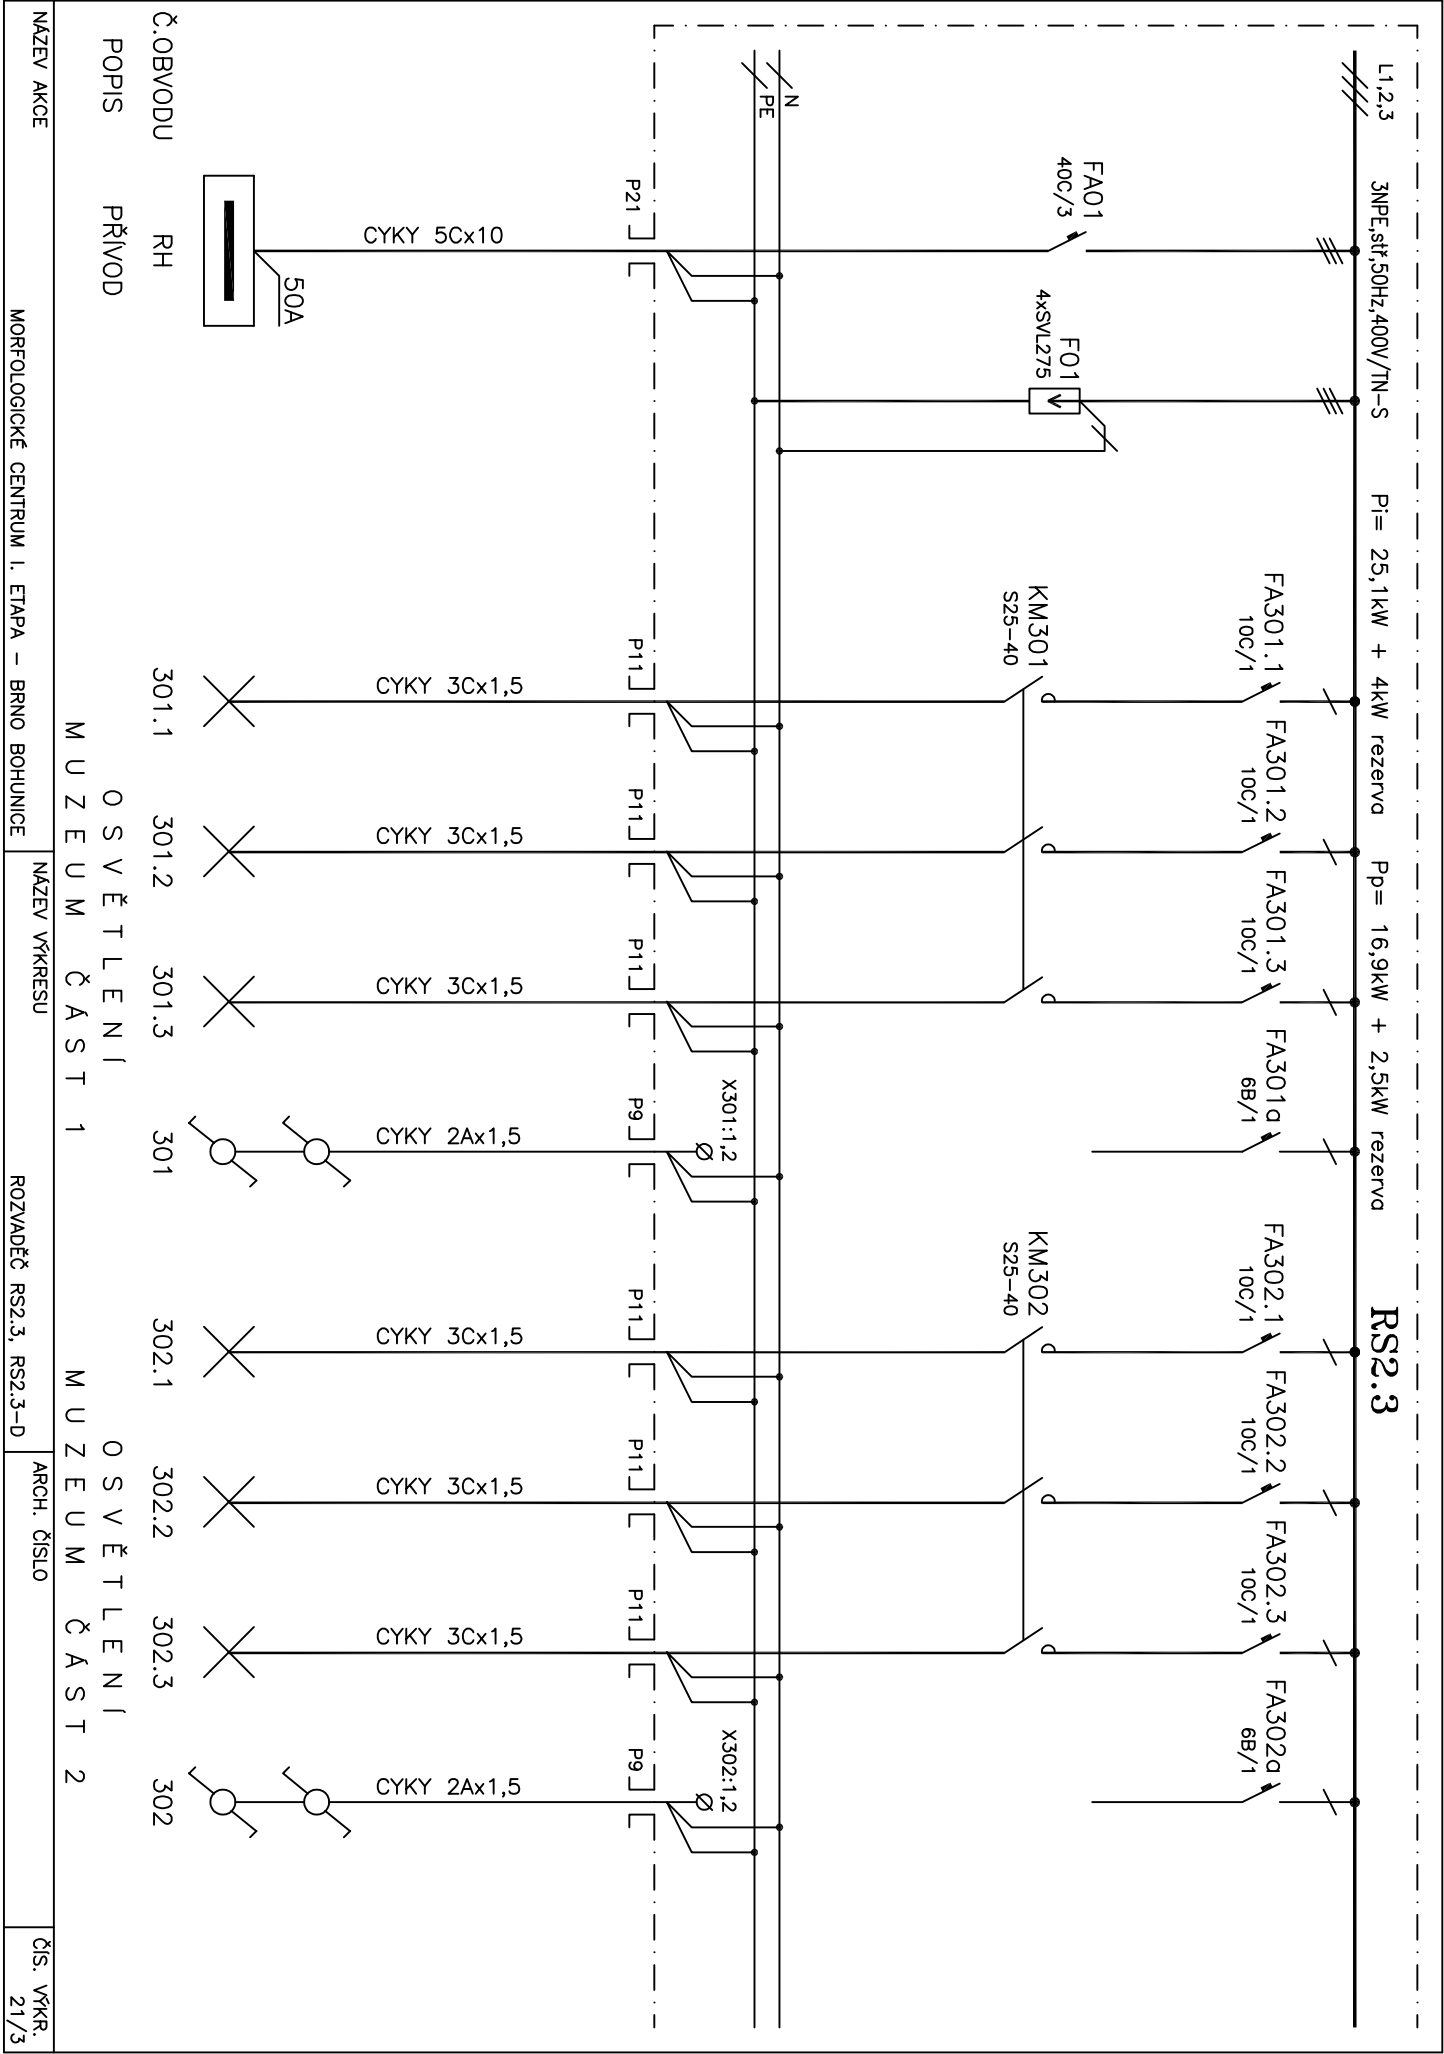 L1,2,3 3NPE,stř,50Hz,400V/TN-S Pi= 25,1kW + 4kW rezerva Pp= 16,9kW + 2,5kW rezerva RS2.3
FA301.1 FA301.2 FA301.3 FA301a FA302.1 FA302.2 FA302.3 FA302a
10C/1 10C/1 10C/1 6B/1 10C/1 10C/1 10C/1 6B/1
FA01
40C/3
F01
4xSVL275
KM301 KM302
S25-40 S25-40
N
PE
X301:1,2 X302:1,2
P21 P11 P11 P11 P9 P11 P11 P11 P9
CYKY 5Cx10 CYKY 3Cx1,5 CYKY 3Cx1,5 CYKY 3Cx1,5 CYKY 2Ax1,5 CYKY 3Cx1,5 CYKY 3Cx1,5 CYKY 3Cx1,5 CYKY 2Ax1,5
50A
Č.OBVODU RH 301.1 301.2 301.3 301 302.1 302.2 302.3 302
POPIS PŘÍVOD OSVĚTLENÍ OSVĚTLENÍ
MUZEUM ČÁST 1 MUZEUM ČÁST 2
NÁZEV AKCE NÁZEV VÝKRESU ARCH. ČÍSLO ČÍS. VÝKR.
MORFOLOGICKÉ CENTRUM I. ETAPA - BRNO BOHUNICE ROZVADĚČ RS2.3, RS2.3-D 21/3